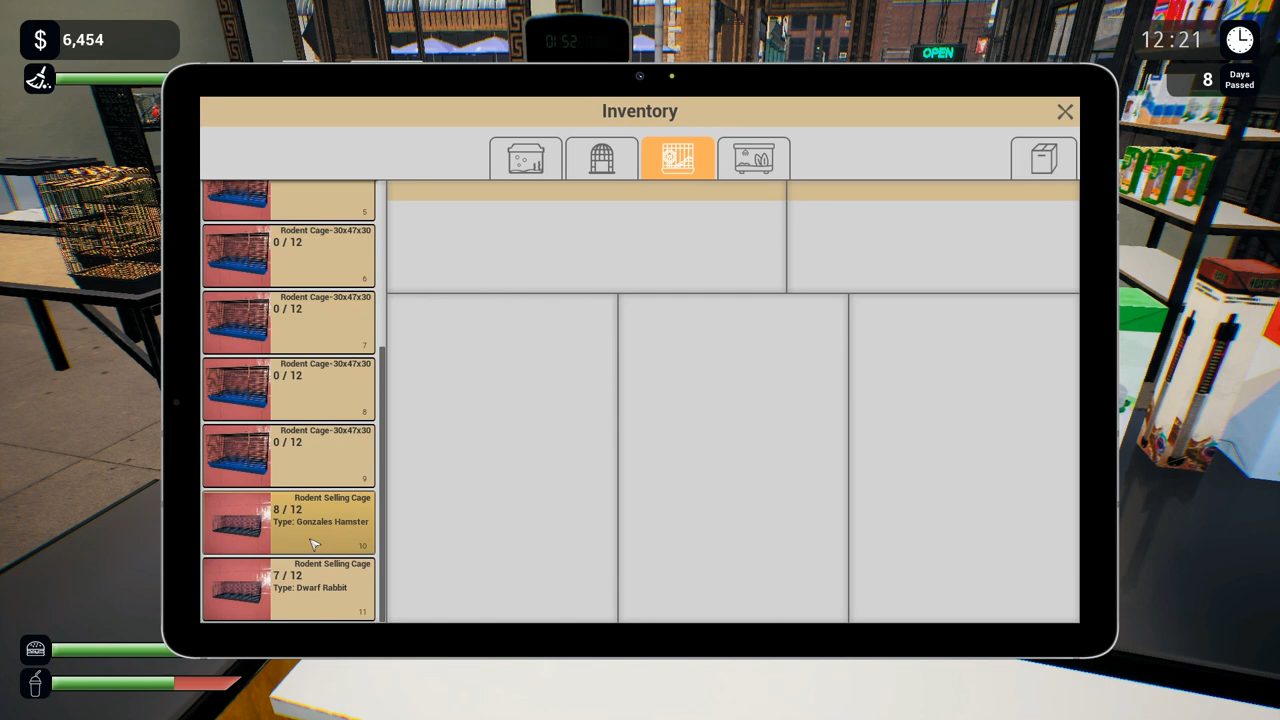 $ 6,454
01:52
OPEN
12:21
8 Days Passed
Inventory
5
Rodent Cage-30x47x30
0 / 12
6
Rodent Cage-30x47x30
0 / 12
7
Rodent Cage-30x47x30
0 / 12
8
Rodent Cage-30x47x30
0 / 12
9
Rodent Selling Cage
8 / 12
Type: Gonzales Hamster
10
Rodent Selling Cage
7 / 12
Type: Dwarf Rabbit
11